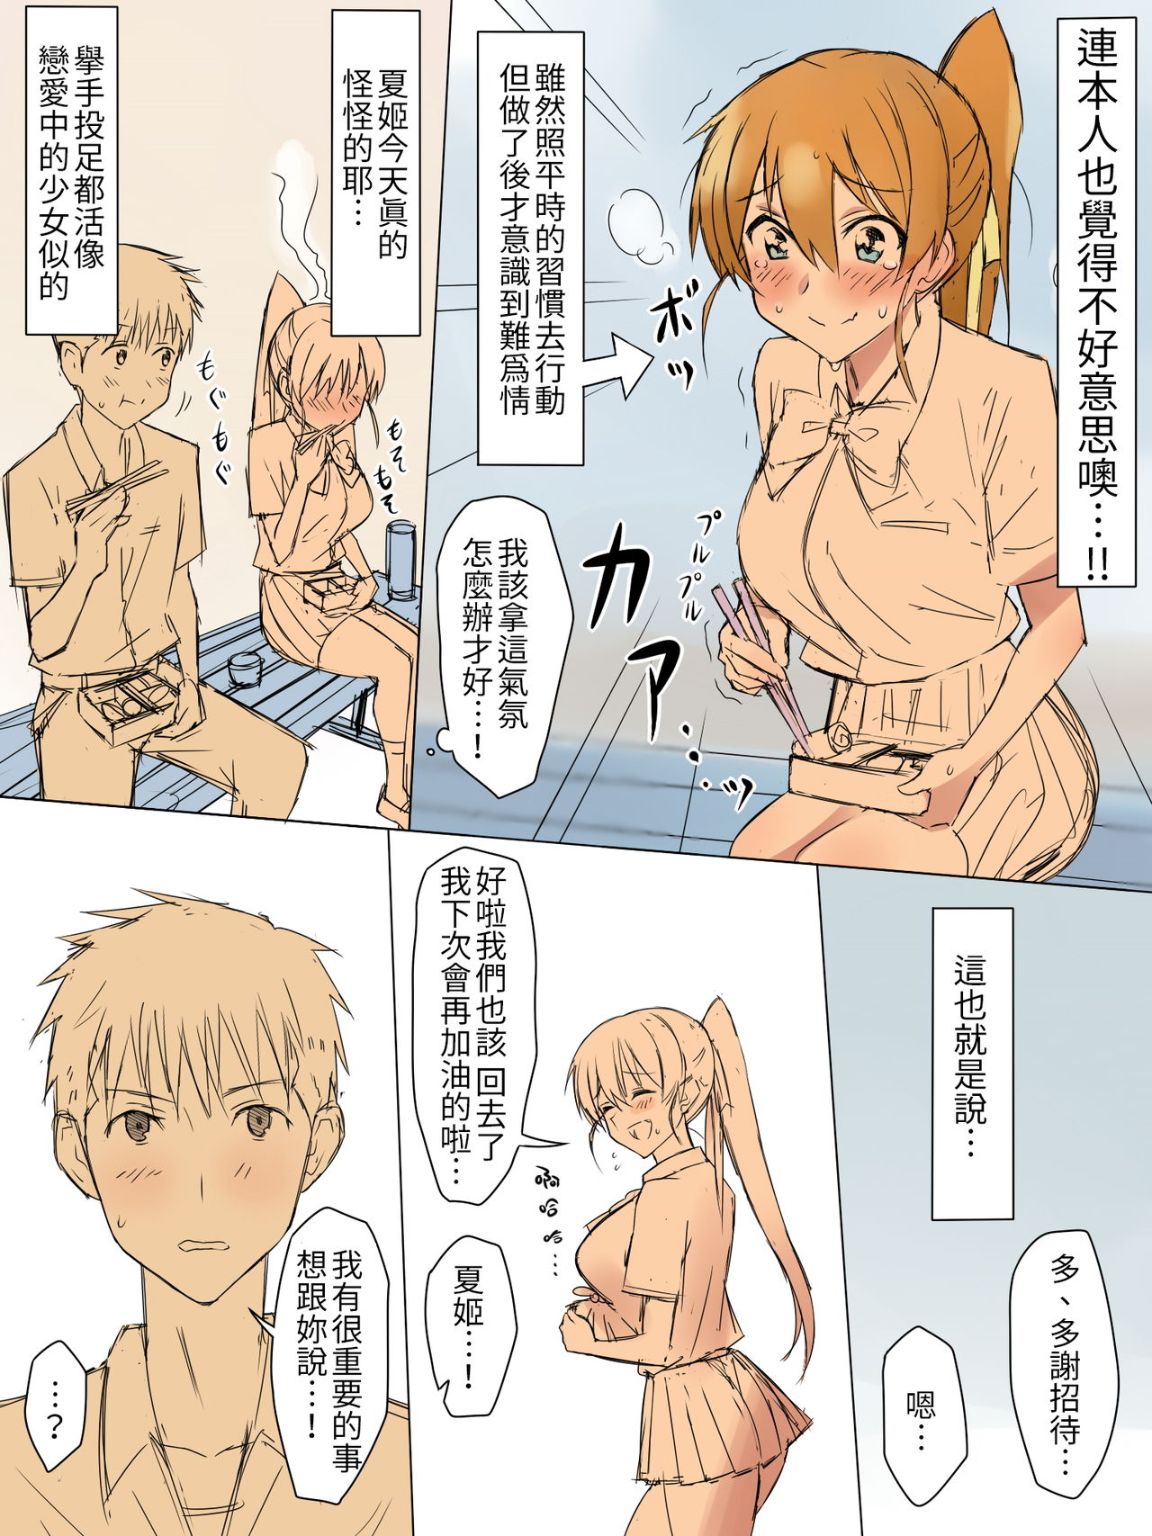 連本人也覺得不好意思噢…!!
雖然照平時的習慣去行動
但做了後才意識到難爲情
ボッ
プルプル
プルプル
カァ…ッ
我該拿這氣氛
怎麼辦才好…！
夏姬今天眞的
怪怪的耶…
もそもそ
擧手投足都活像
戀愛中的少女似的
もぐもぐ
這也就是說…
多、多謝招待…
嗯…
好啦我們也該回去了
我下次會再加油的啦…
啊哈哈…
夏姬…！
我有很重要的事
想跟妳說…！
…？